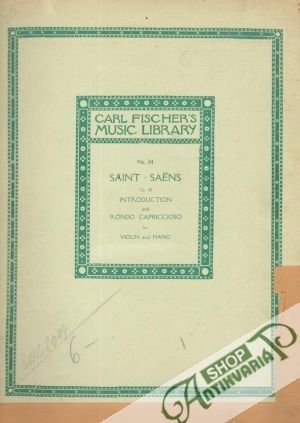 CARL FISCHER'S
MUSIC LIBRARY
No. 34
SAINT-SAËNS
Op. 28
INTRODUCTION
and
RONDO CAPRICCIOSO
for
VIOLIN and PIANO
6-
SHOP
ANTIKVARIAT